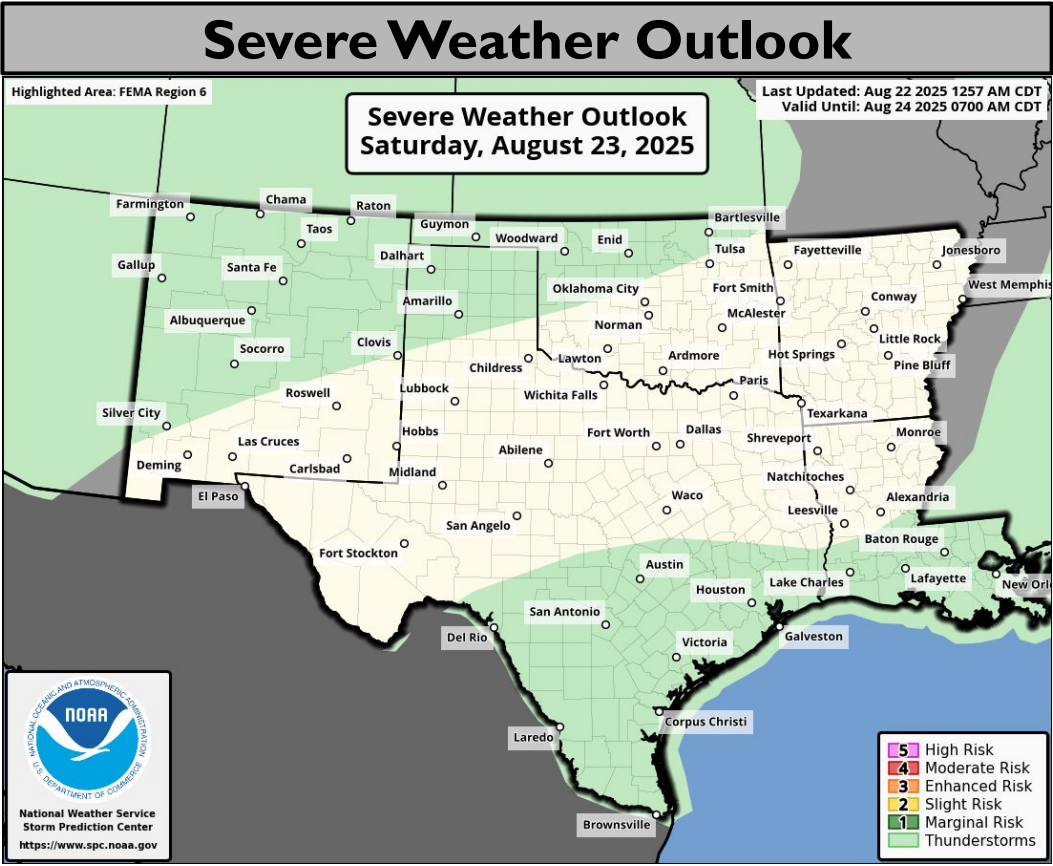 Severe Weather Outlook
Highlighted Area: FEMA Region 6
Last Updated: Aug 22 2025 1257 AM CDT
Valid Until: Aug 24 2025 0700 AM CDT
Severe Weather Outlook
Saturday, August 23, 2025
Farmington
Chama
Raton
Taos
Guymon
Woodward
Enid
Bartlesville
Tulsa
Fayetteville
Jonesboro
Gallup
Santa Fe
Dalhart
Oklahoma City
Fort Smith
West Memphis
Conway
Albuquerque
Amarillo
Norman
McAlester
Little Rock
Socorro
Clovis
Childress
Lawton
Ardmore
Hot Springs
Pine Bluff
Roswell
Lubbock
Wichita Falls
Paris
Silver City
Texarkana
Las Cruces
Hobbs
Fort Worth
Dallas
Shreveport
Monroe
Deming
Carlsbad
Midland
Abilene
Natchitoches
El Paso
Waco
Leesville
Alexandria
San Angelo
Fort Stockton
Baton Rouge
Austin
Houston
Lake Charles
Lafayette
New Orl
San Antonio
Del Rio
Victoria
Galveston
Laredo
Corpus Christi
Brownsville
NATIONAL OCEANIC AND ATMOSPHERIC ADMINISTRATION
NOAA
U.S. DEPARTMENT OF COMMERCE
National Weather Service
Storm Prediction Center
https://www.spc.noaa.gov
5 High Risk
4 Moderate Risk
3 Enhanced Risk
2 Slight Risk
1 Marginal Risk
Thunderstorms